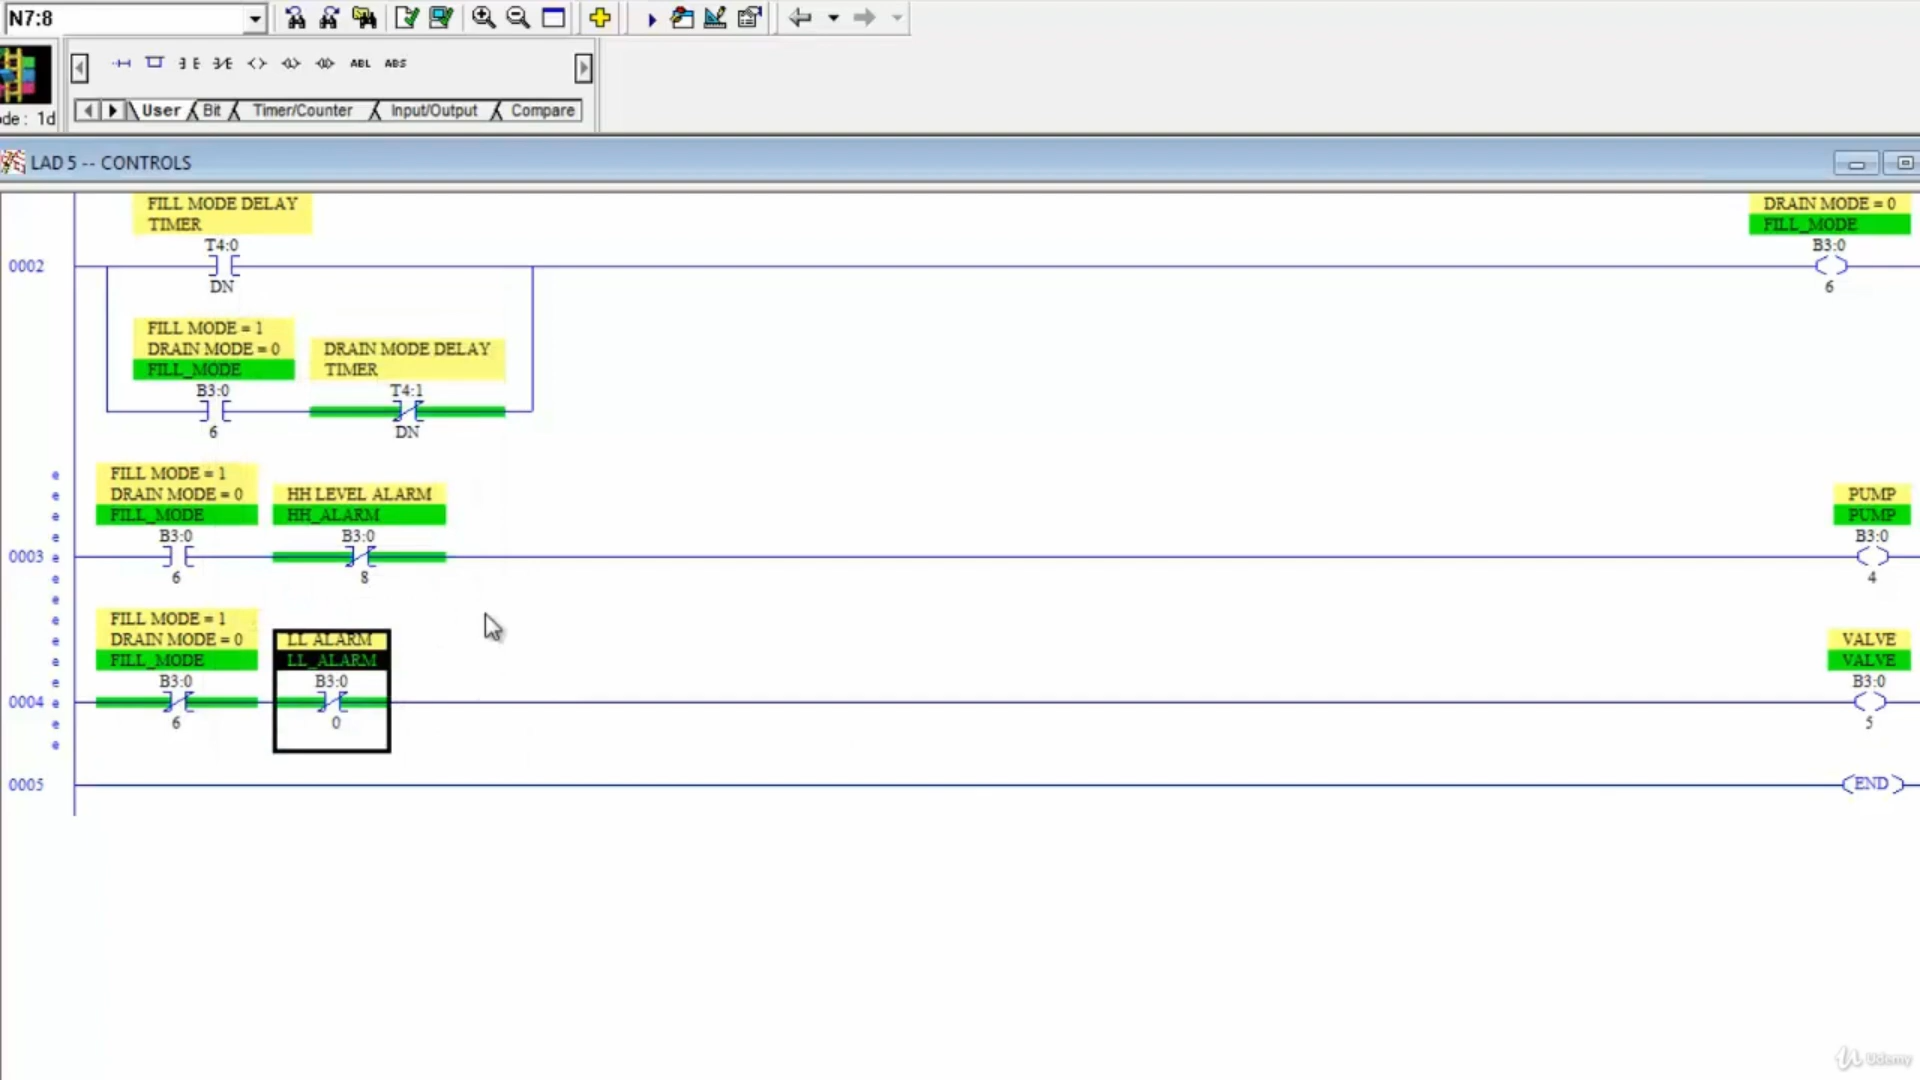 N7:8
ABL ABS
de : 1d
User Bit Timer/Counter Input/Output Compare
LAD 5 -- CONTROLS
FILL MODE DELAY
TIMER
T4:0
DN
DRAIN MODE = 0
FILL_MODE
B3:0
6
0002
FILL MODE = 1
DRAIN MODE = 0
FILL_MODE
B3:0
6
DRAIN MODE DELAY
TIMER
T4:1
DN
FILL MODE = 1
DRAIN MODE = 0
FILL_MODE
B3:0
6
HH LEVEL ALARM
HH_ALARM
B3:0
8
PUMP
PUMP
B3:0
4
e
e
e
e
0003 e
e
e
FILL MODE = 1
DRAIN MODE = 0
FILL_MODE
B3:0
6
LL ALARM
LL_ALARM
B3:0
0
VALVE
VALVE
B3:0
5
e
e
e
e
0004 e
e
e
0005
END
Udemy